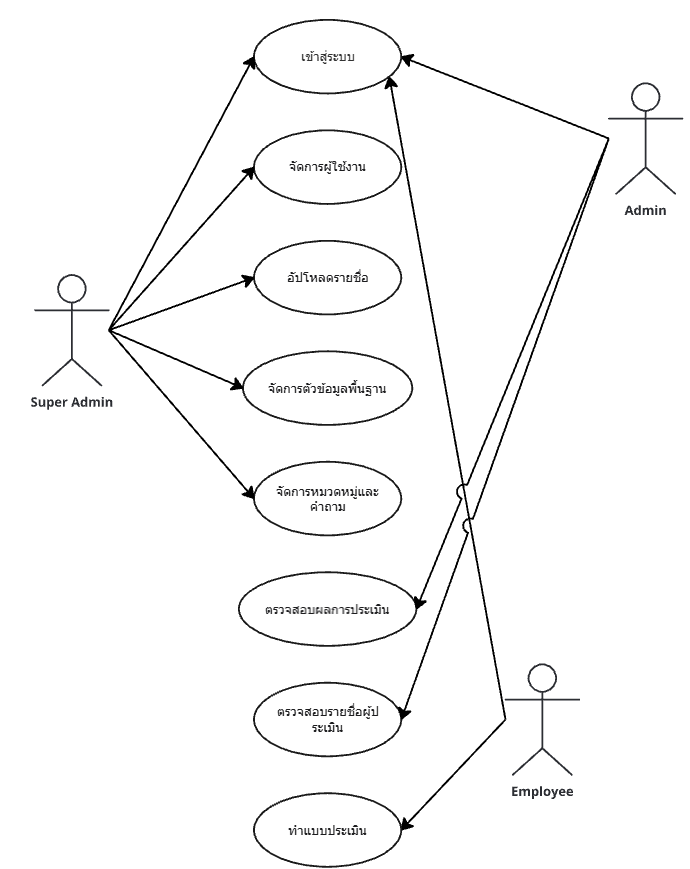 เข้าสู่ระบบ
จัดการผู้ใช้งาน
Admin
อัปโหลดรายชื่อ
จัดการตัวข้อมูลพื้นฐาน
Super Admin
จัดการหมวดหมู่และ
คำถาม
ตรวจสอบผลการประเมิน
ตรวจสอบรายชื่อผู้ป
ระเมิน
Employee
ทำแบบประเมิน